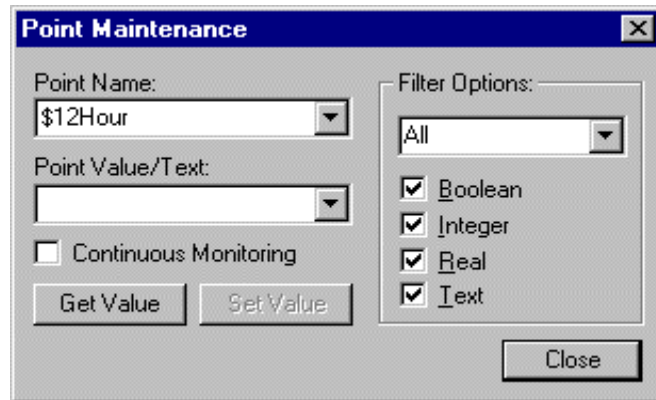 Point Maintenance
Point Name:
$12Hour
Point Value/Text:
Continuous Monitoring
Get Value
Set Value
Filter Options:
All
Boolean
Integer
Real
Text
Close